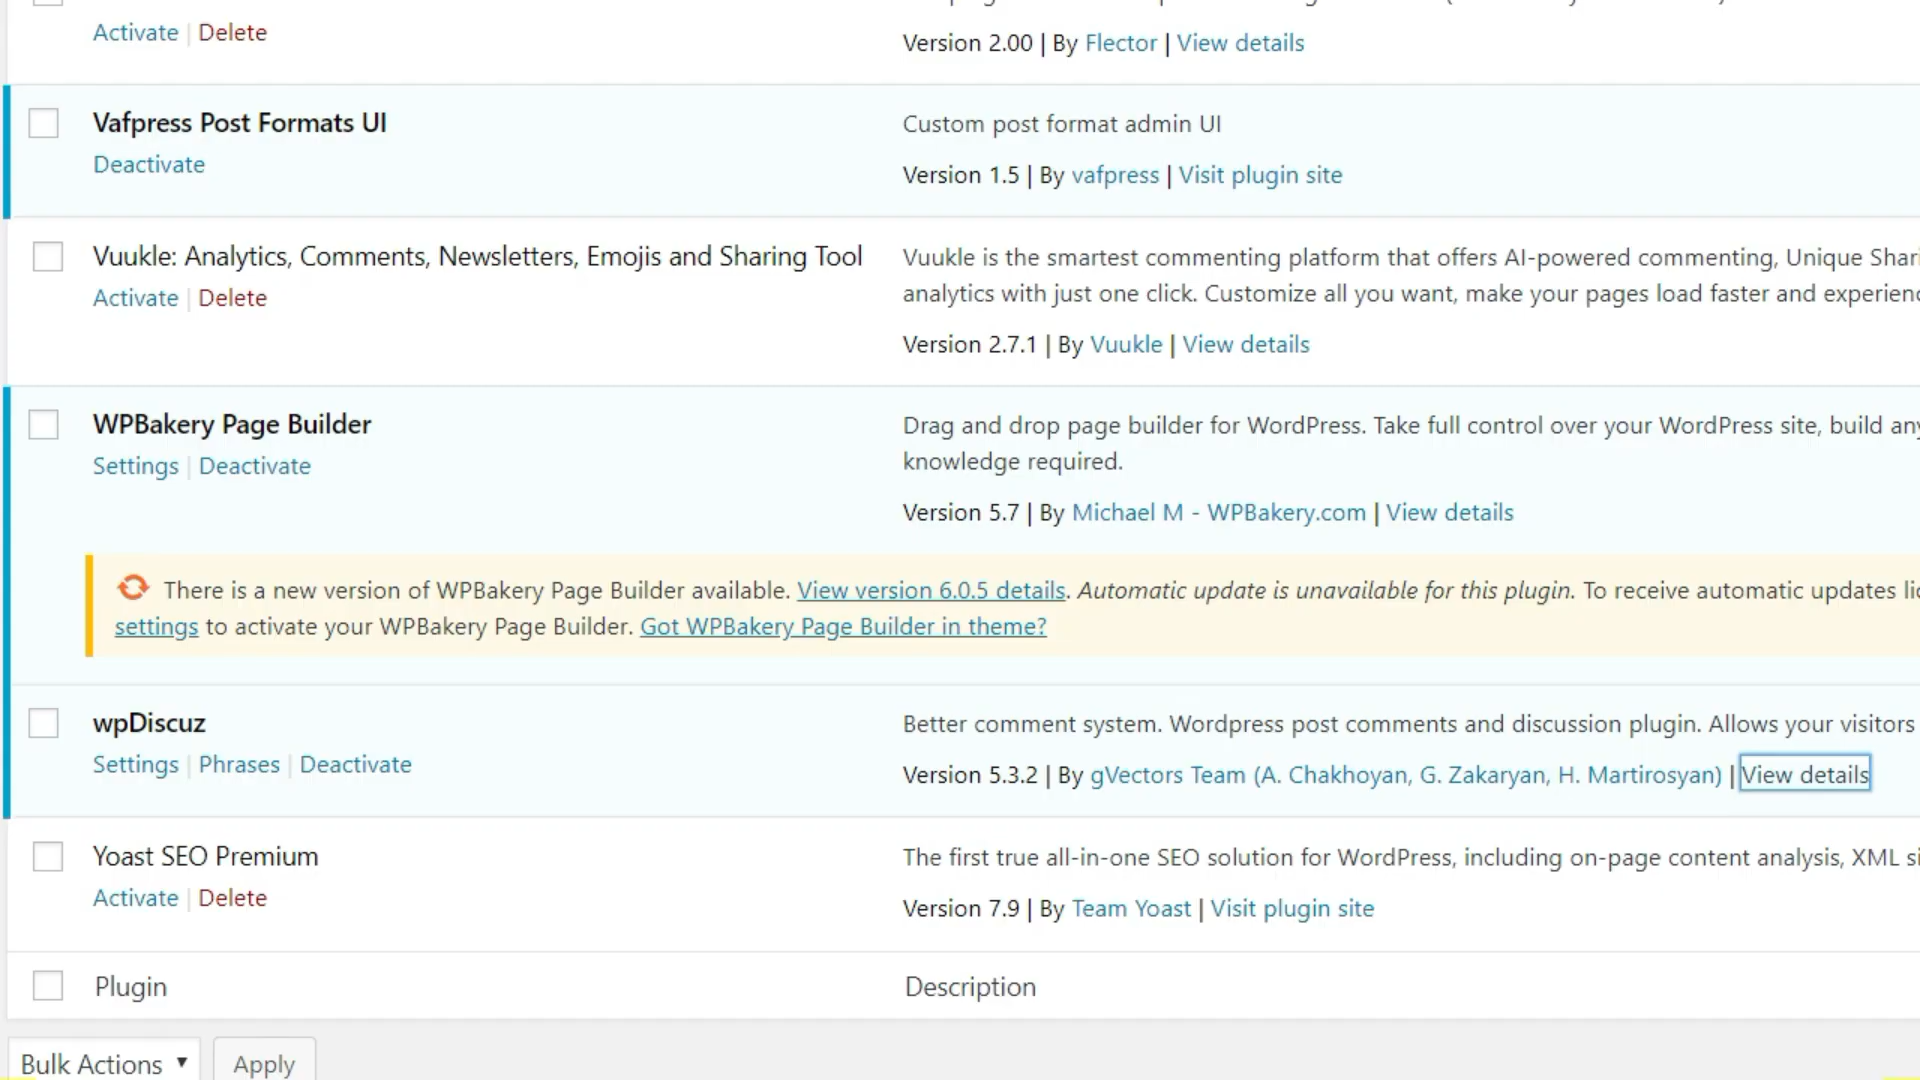 Activate | Delete
Version 2.00 | By Flector | View details
Vafpress Post Formats UI
Custom post format admin UI
Deactivate
Version 1.5 | By vafpress | Visit plugin site
Vuukle: Analytics, Comments, Newsletters, Emojis and Sharing Tool
Vuukle is the smartest commenting platform that offers AI-powered commenting, Unique Shari
analytics with just one click. Customize all you want, make your pages load faster and experienc
Activate | Delete
Version 2.7.1 | By Vuukle | View details
WPBakery Page Builder
Drag and drop page builder for WordPress. Take full control over your WordPress site, build any
knowledge required.
Settings | Deactivate
Version 5.7 | By Michael M - WPBakery.com | View details
There is a new version of WPBakery Page Builder available. View version 6.0.5 details. Automatic update is unavailable for this plugin. To receive automatic updates lic
settings to activate your WPBakery Page Builder. Got WPBakery Page Builder in theme?
wpDiscuz
Better comment system. Wordpress post comments and discussion plugin. Allows your visitors
Settings | Phrases | Deactivate
Version 5.3.2 | By gVectors Team (A. Chakhoyan, G. Zakaryan, H. Martirosyan) | View details
Yoast SEO Premium
The first true all-in-one SEO solution for WordPress, including on-page content analysis, XML si
Activate | Delete
Version 7.9 | By Team Yoast | Visit plugin site
Plugin
Description
Bulk Actions
Apply